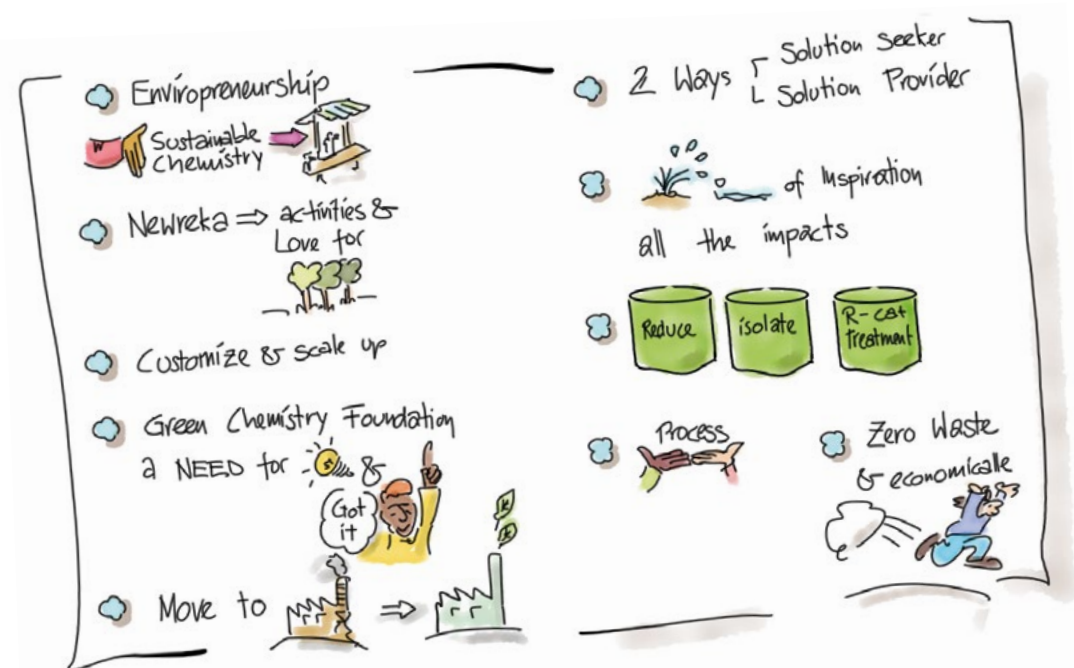 Enviropreneurship
Sustainable
Chemistry
Newreka ⇒ activities &
Love for
Customize & scale up
Green Chemistry Foundation
a NEED for &
Got
it
Move to ⇒
2 Ways Solution Seeker
Solution Provider
of Inspiration
all the impacts
Reduce
isolate
R-cat
Treatment
Process
Zero Waste
& economicalle